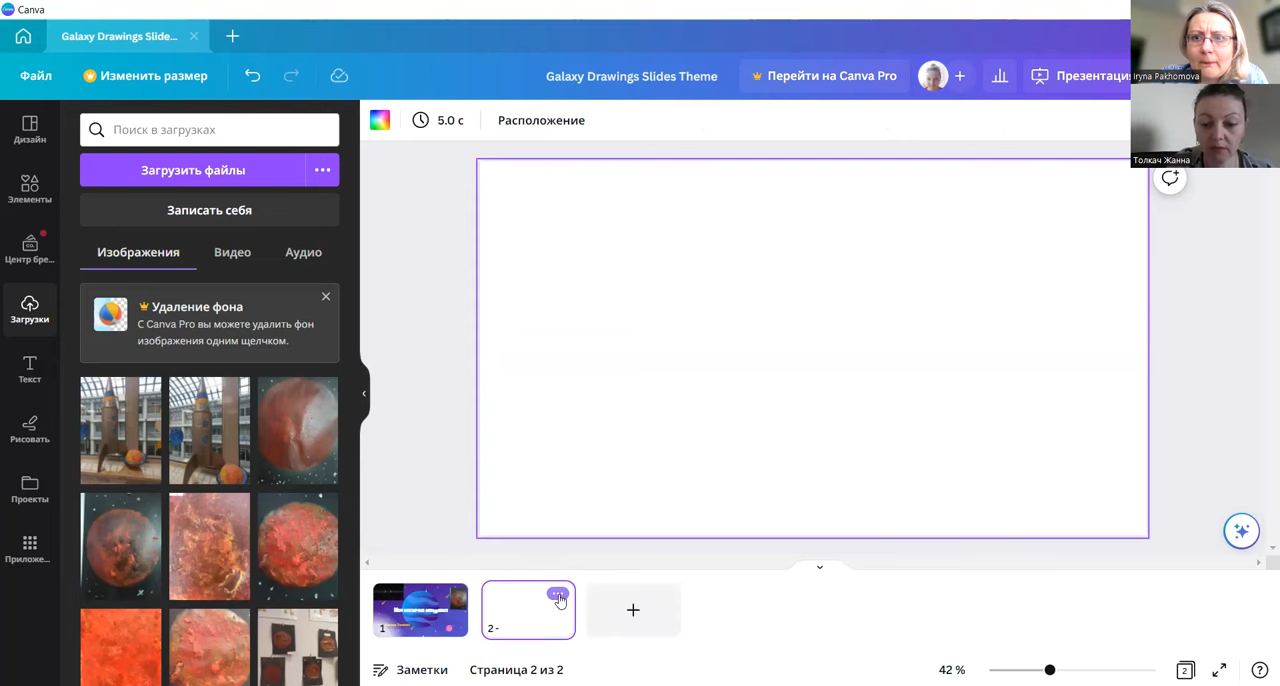 Canva
Galaxy Drawings Slide...
Файл
Изменить размер
Galaxy Drawings Slides Theme
Перейти на Canva Pro
Презентаци
Iryna Pakhomova
Толкач Жанна
Дизайн
Элементы
Центр бре...
Загрузки
Текст
Рисовать
Проекты
Приложе...
Поиск в загрузках
Загрузить файлы
Записать себя
Изображения
Видео
Аудио
Удаление фона
С Canva Pro вы можете удалить фон
изображения одним щелчком.
5.0 с
Расположение
1
2 -
Заметки
Страница 2 из 2
42 %
2